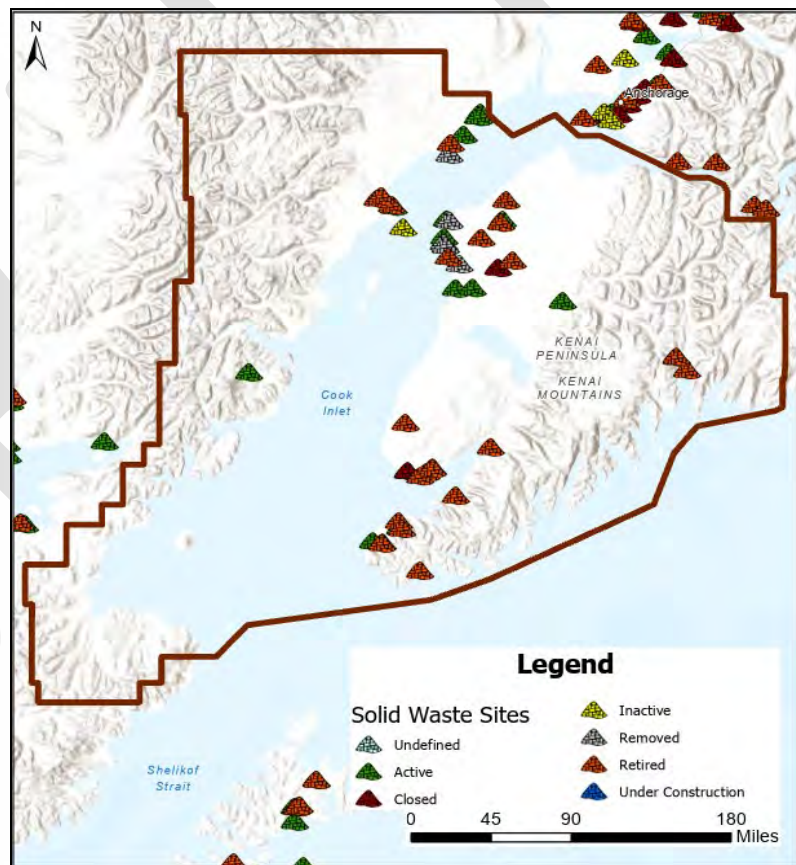 N
Anchorage
KENAI
PENINSULA
KENAI
MOUNTAINS
Cook
Inlet
Shelikof
Strait
Legend
Solid Waste Sites
Undefined
Active
Closed
Inactive
Removed
Retired
Under Construction
0 45 90 180
Miles